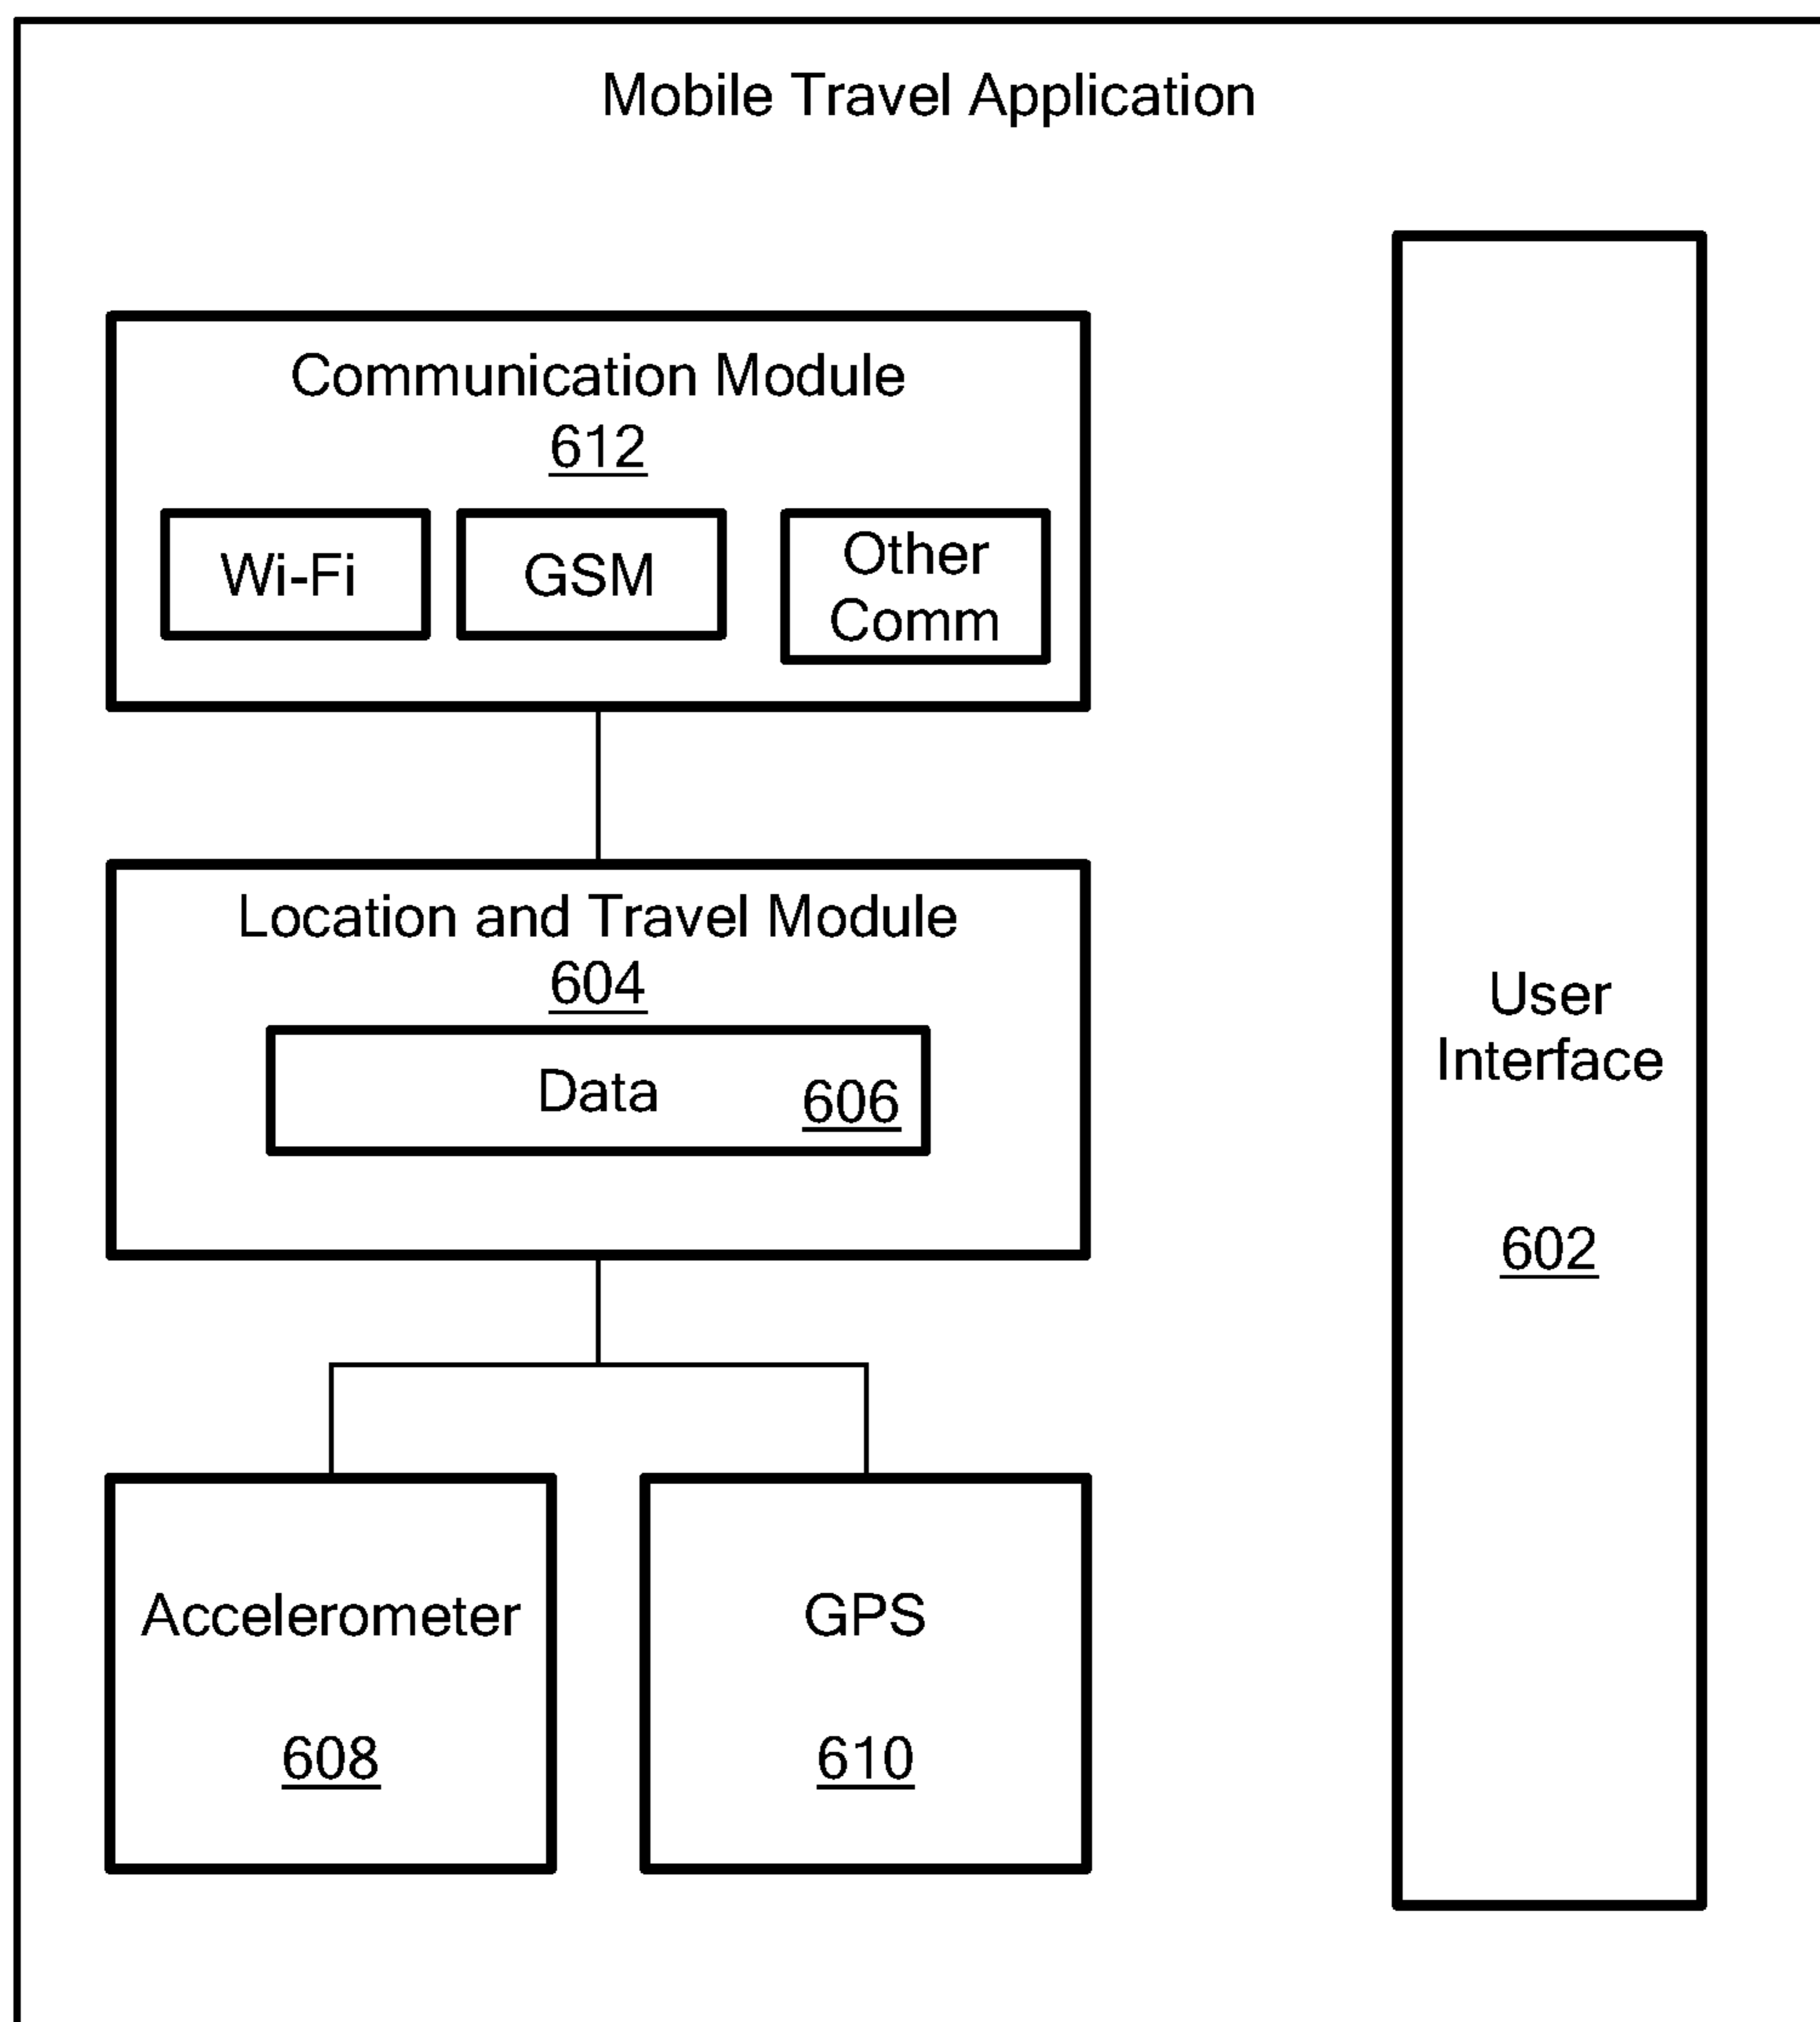 Mobile Travel Application
Communication Module
612
Wi-Fi
GSM
Other
Comm
Location and Travel Module
604
Data
606
Accelerometer
608
GPS
610
User
Interface
602